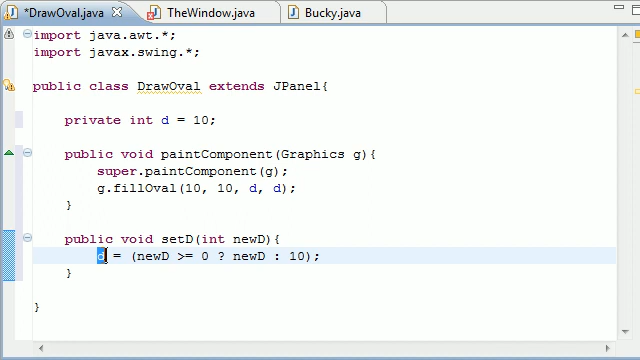 *DrawOval.java TheWindow.java Bucky.java
import java.awt.*;
import javax.swing.*;
public class DrawOval extends JPanel{
private int d = 10;
public void paintComponent(Graphics g){
super.paintComponent(g);
g.fillOval(10, 10, d, d);
}
public void setD(int newD){
d = (newD >= 0 ? newD : 10);
}
}